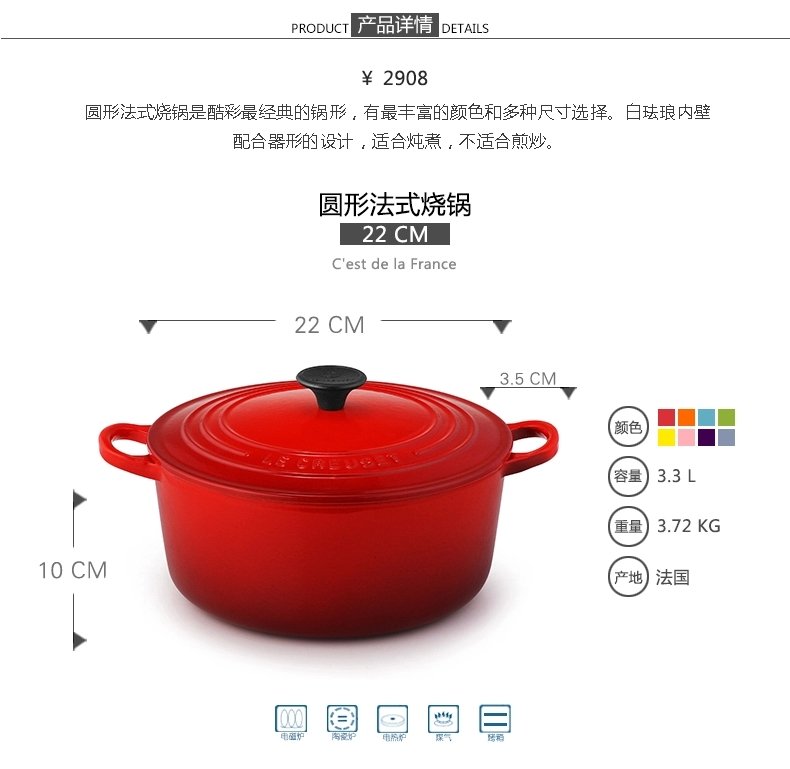 PRODUCT 产品详情 DETAILS
¥ 2908
圆形法式烧锅是酷彩最经典的锅形，有最丰富的颜色和多种尺寸选择。白珐琅内壁
配合器形的设计，适合炖煮，不适合煎炒。
圆形法式烧锅
22 CM
C'est de la France
22 CM
3.5 CM
LE CREUSET
颜色
容量 3.3 L
重量 3.72 KG
10 CM
产地 法国
电磁炉 陶瓷炉 电热炉 煤气 烤箱